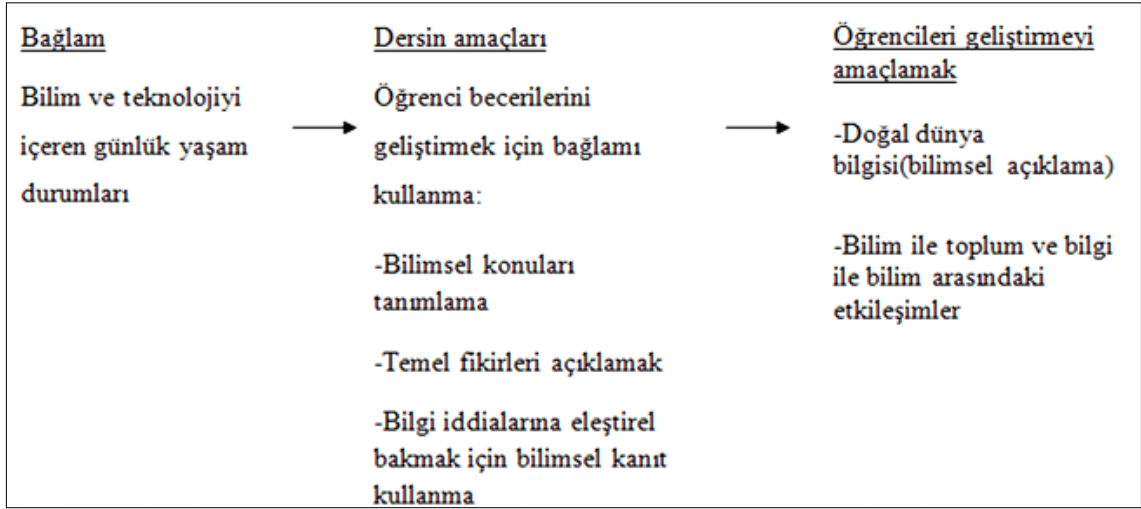 Bağlam
Bilim ve teknolojiyi
içeren günlük yaşam
durumları
Dersin amaçları
Öğrenci becerilerini
geliştirmek için bağlamı
kullanma:
-Bilimsel konuları
tanımlama
-Temel fikirleri açıklamak
-Bilgi iddialarına eleştirel
bakmak için bilimsel kanıt
kullanma
Öğrencileri geliştirmeyi
amaçlamak
-Doğal dünya
bilgisi(bilimsel açıklama)
-Bilim ile toplum ve bilgi
ile bilim arasındaki
etkileşimler